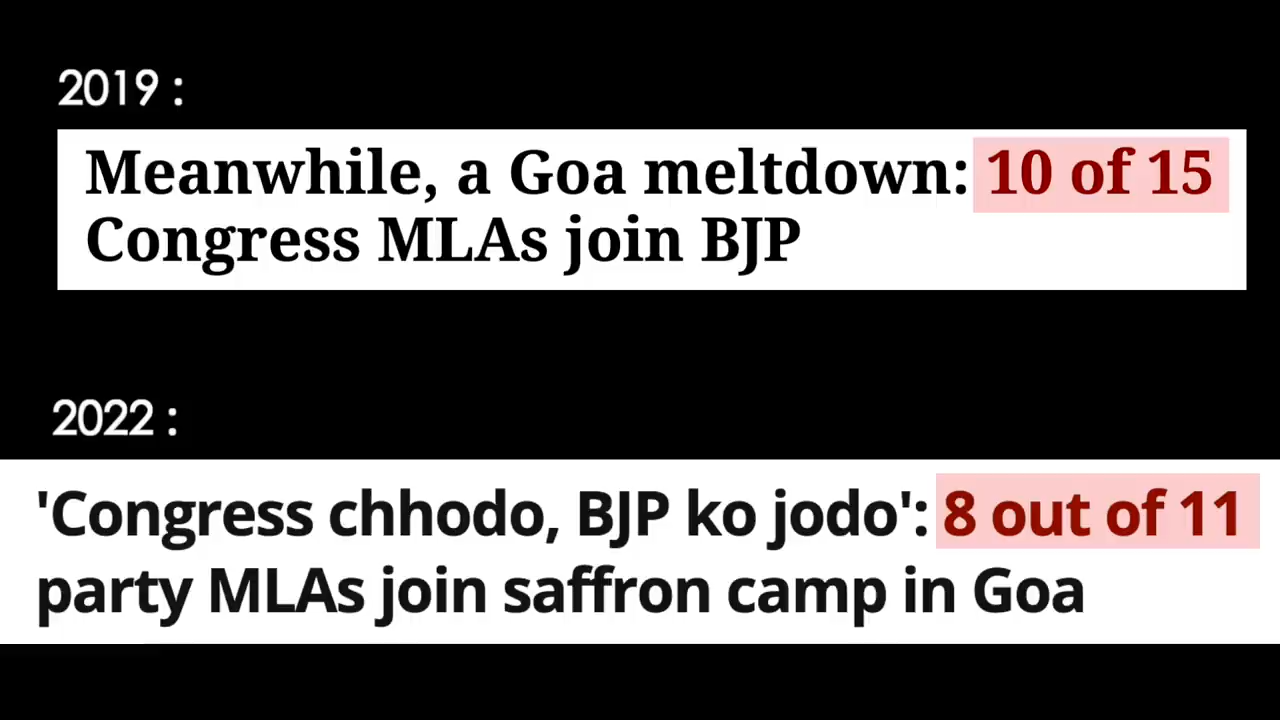 2019 :
Meanwhile, a Goa meltdown: 10 of 15
Congress MLAs join BJP
2022 :
'Congress chhodo, BJP ko jodo': 8 out of 11
party MLAs join saffron camp in Goa